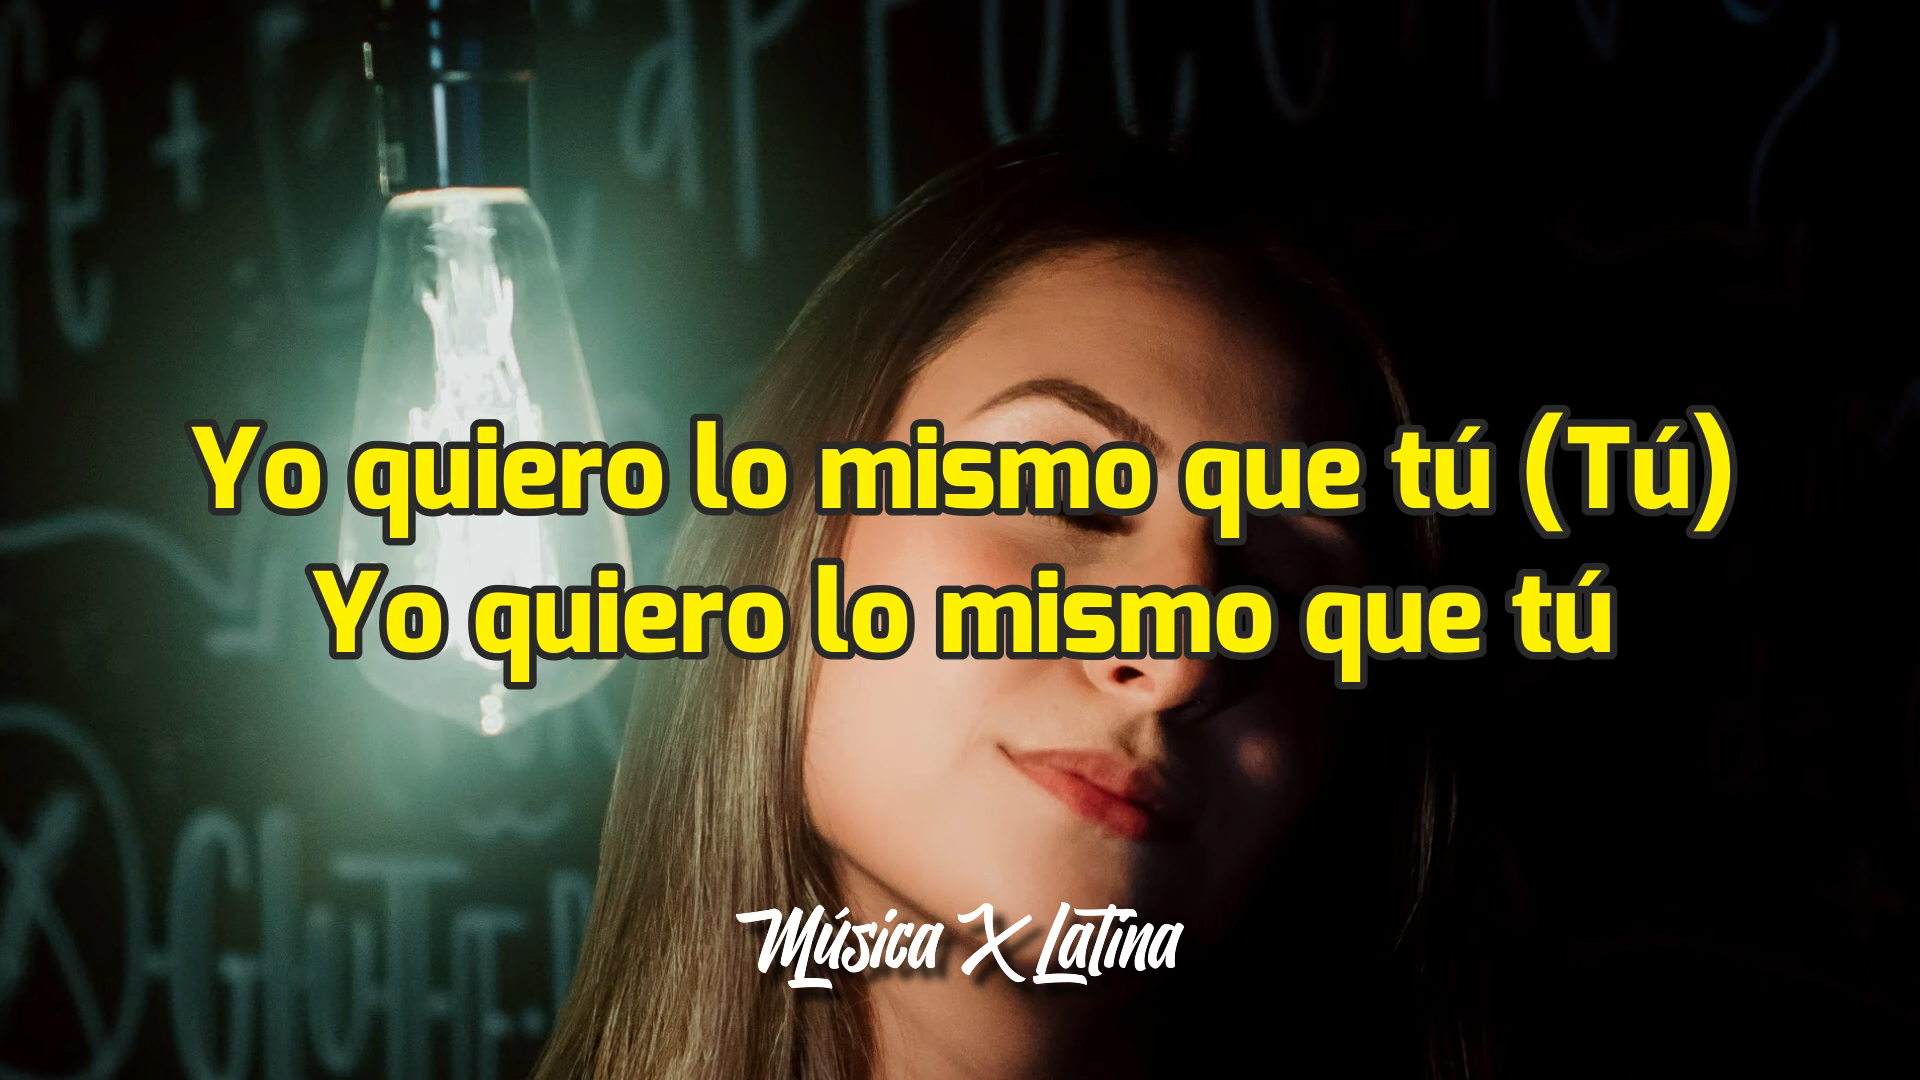 Yo quiero lo mismo que tú (Tú)
Yo quiero lo mismo que tú
Música X Latina